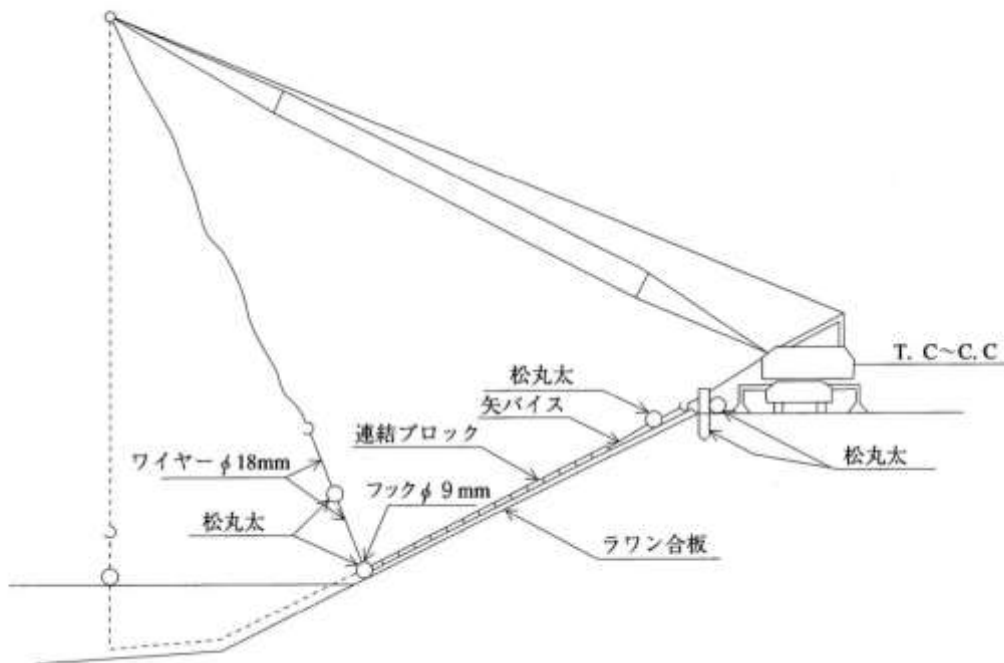 T. C～C. C
松丸太
矢バイス
連結ブロック
松丸太
ワイヤーφ18mm
フックφ 9 mm
松丸太
ラワン合板